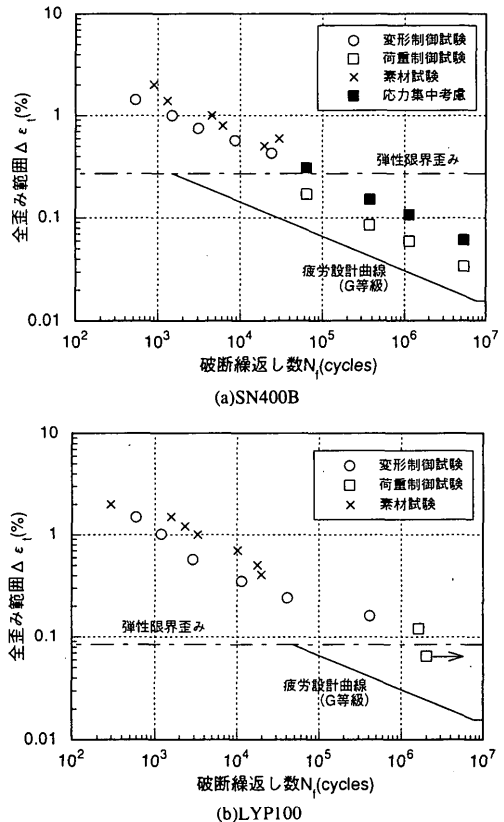 10
○ 変形制御試験
□ 荷重制御試験
× 素材試験
■ 応力集中考慮
1
弾性限界歪み
0.1
疲労設計曲線
(G等級)
0.01
全歪み範囲Δεt(%)
10² 10³ 10⁴ 10⁵ 10⁶ 10⁷
破断繰返し数Nf(cycles)
(a)SN400B
10
○ 変形制御試験
□ 荷重制御試験
× 素材試験
1
弾性限界歪み
0.1
疲労設計曲線
(G等級)
0.01
全歪み範囲Δεt(%)
10² 10³ 10⁴ 10⁵ 10⁶ 10⁷
破断繰返し数Nf(cycles)
(b)LYP100